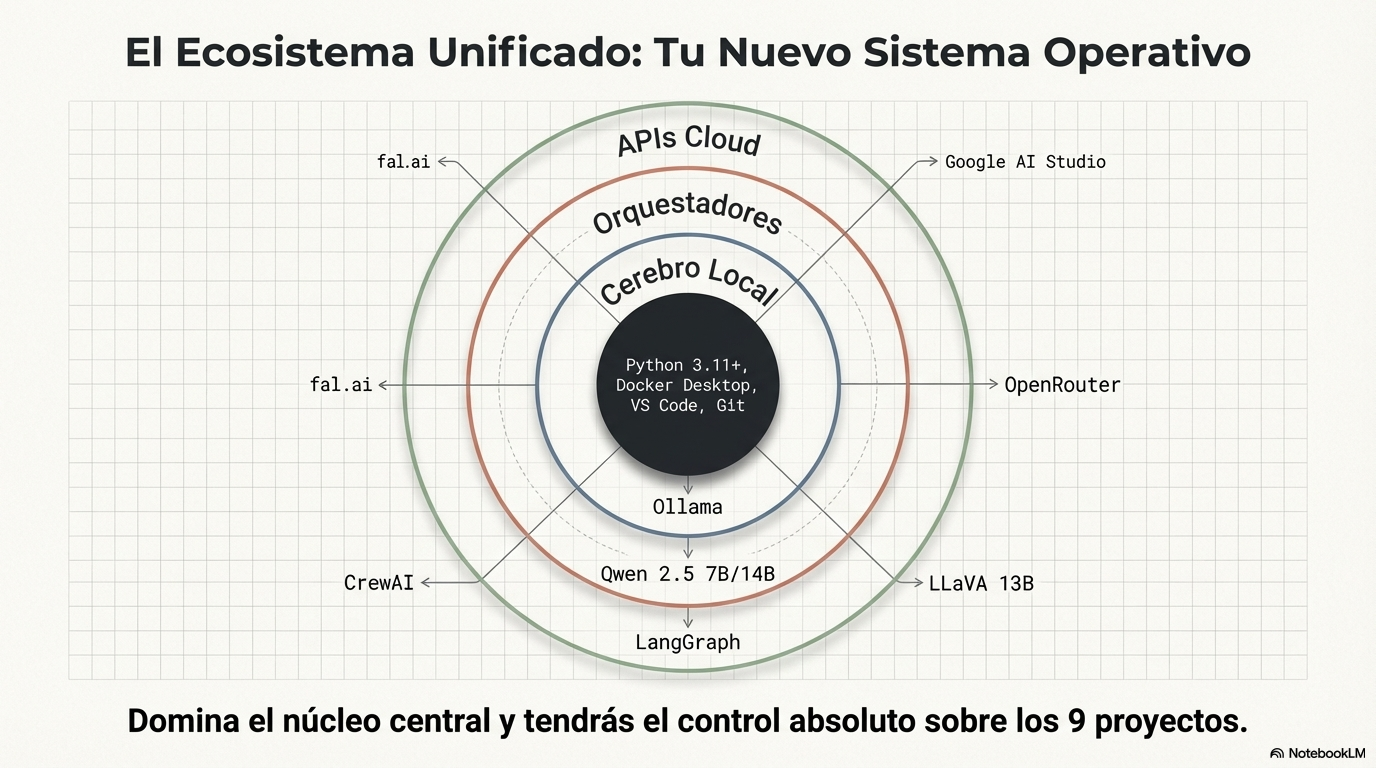 El Ecosistema Unificado: Tu Nuevo Sistema Operativo
APIs Cloud
fal.ai
Google AI Studio
Orquestadores
Cerebro Local
Python 3.11+,
Docker Desktop,
VS Code, Git
fal.ai
OpenRouter
Ollama
Qwen 2.5 7B/14B
CrewAI
LLaVA 13B
LangGraph
Domina el núcleo central y tendrás el control absoluto sobre los 9 proyectos.
NotebookLM